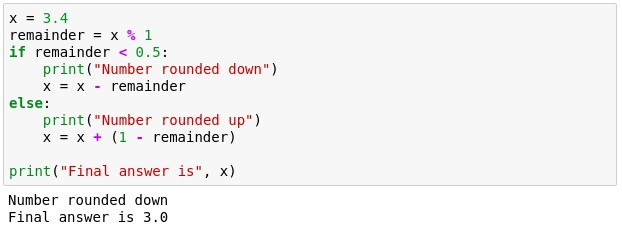 x = 3.4
remainder = x % 1
if remainder < 0.5:
    print("Number rounded down")
    x = x - remainder
else:
    print("Number rounded up")
    x = x + (1 - remainder)

print("Final answer is", x)
Number rounded down
Final answer is 3.0